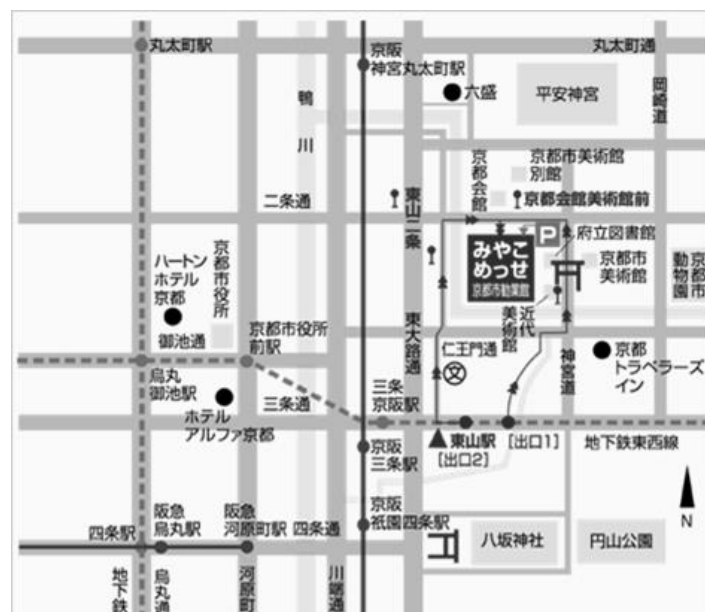 丸太町駅
京阪
神宮丸太町駅
丸太町通
六盛
平安神宮
岡崎道
鴨川
京都会館
京都市美術館
別館
京都会館美術館前
二条通
東山二条
P
府立図書館
みやこ
めっせ
京都市勧業館
京都市
美術館
京都市
動物園
ハートン
ホテル
京都
京都市役所
御池通
京都市役所
前駅
東大路通
仁王門通
近代
美術館
神宮道
京都
トラベラーズ
イン
文
烏丸
御池駅
三条通
三条
京阪駅
ホテル
アルファ京都
京阪
三条駅
東山駅
[出口2]
[出口1]
地下鉄東西線
N
四条駅
阪急
烏丸駅
阪急
河原町駅
四条通
京阪
祇園四条駅
八坂神社
円山公園
地下鉄
烏丸通
河原町
川端通